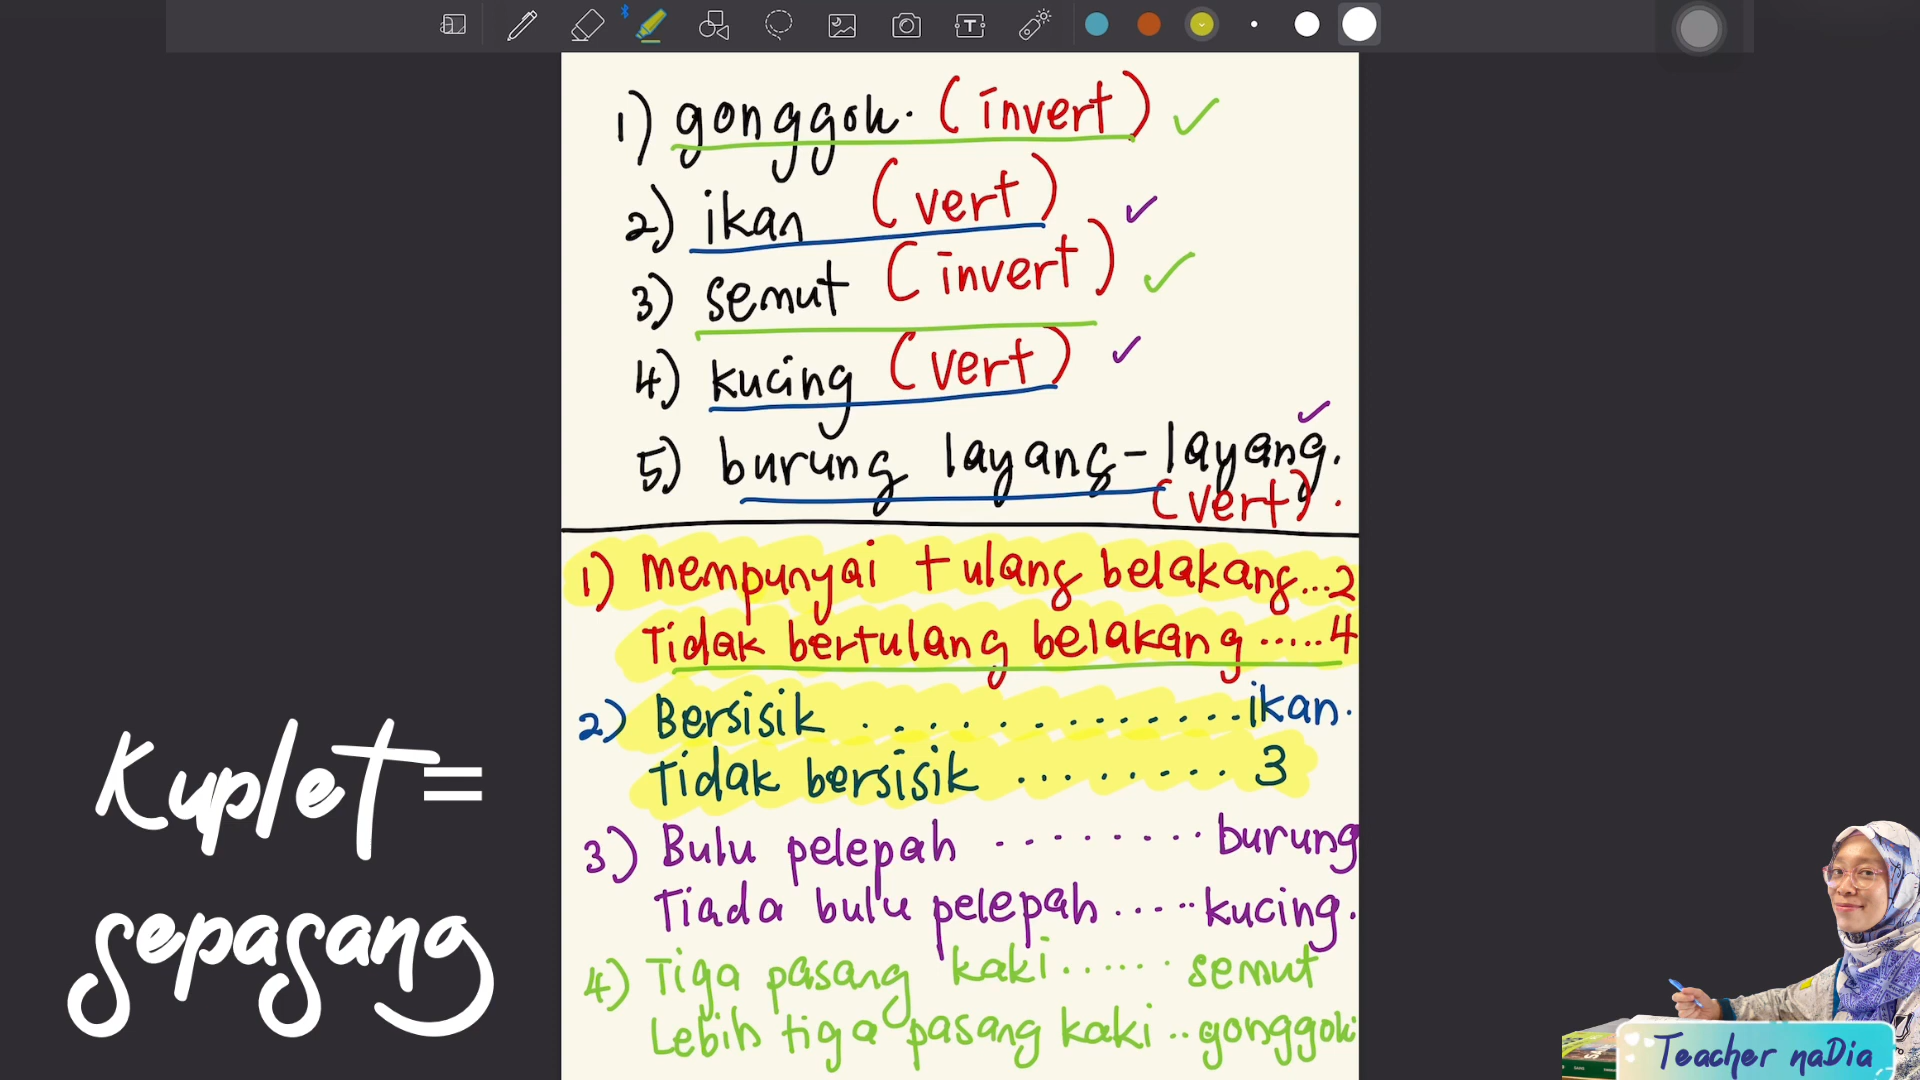 1) gonggok. (invert) ✓
2) ikan (vert) ✓
3) semut (invert) ✓
4) kucing (vert) ✓
5) burung layang-layang. ✓
(vert).
1) Mempunyai tulang belakang...2
Tidak bertulang belakang.....4
2) Bersisik ..............ikan.
Tidak bersisik ........ 3
3) Bulu pelepah ........ burung
Tiada bulu pelepah ..... kucing.
4) Tiga pasang kaki ...... semut
Lebih tiga pasang kaki .. gonggok
Kuplet =
sepasang
Teacher naDia